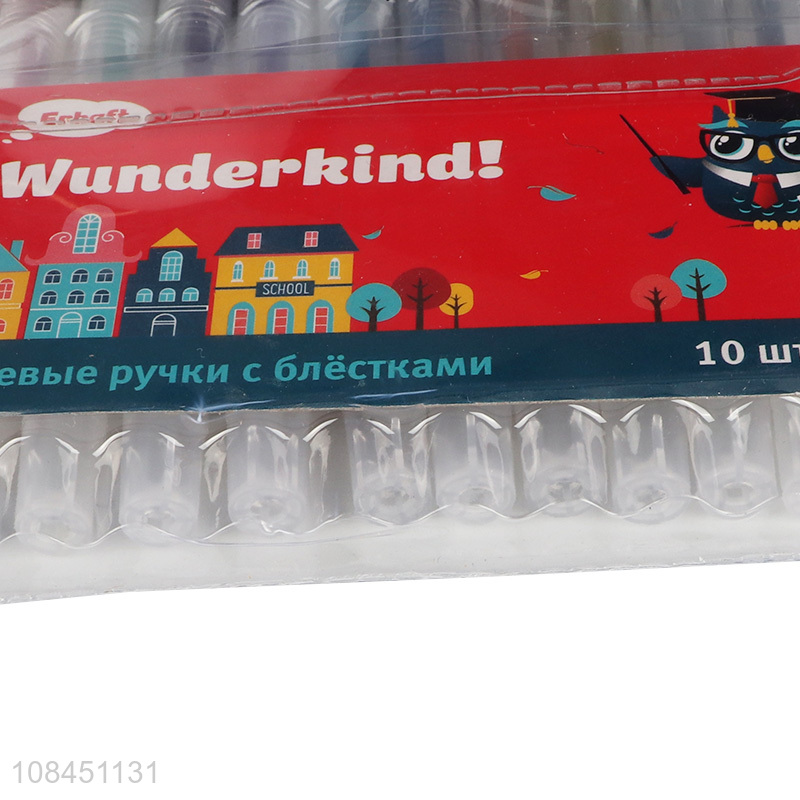 Erhaft
Wunderkind!
SCHOOL
евые ручки с блёстками
10 шт
108451131